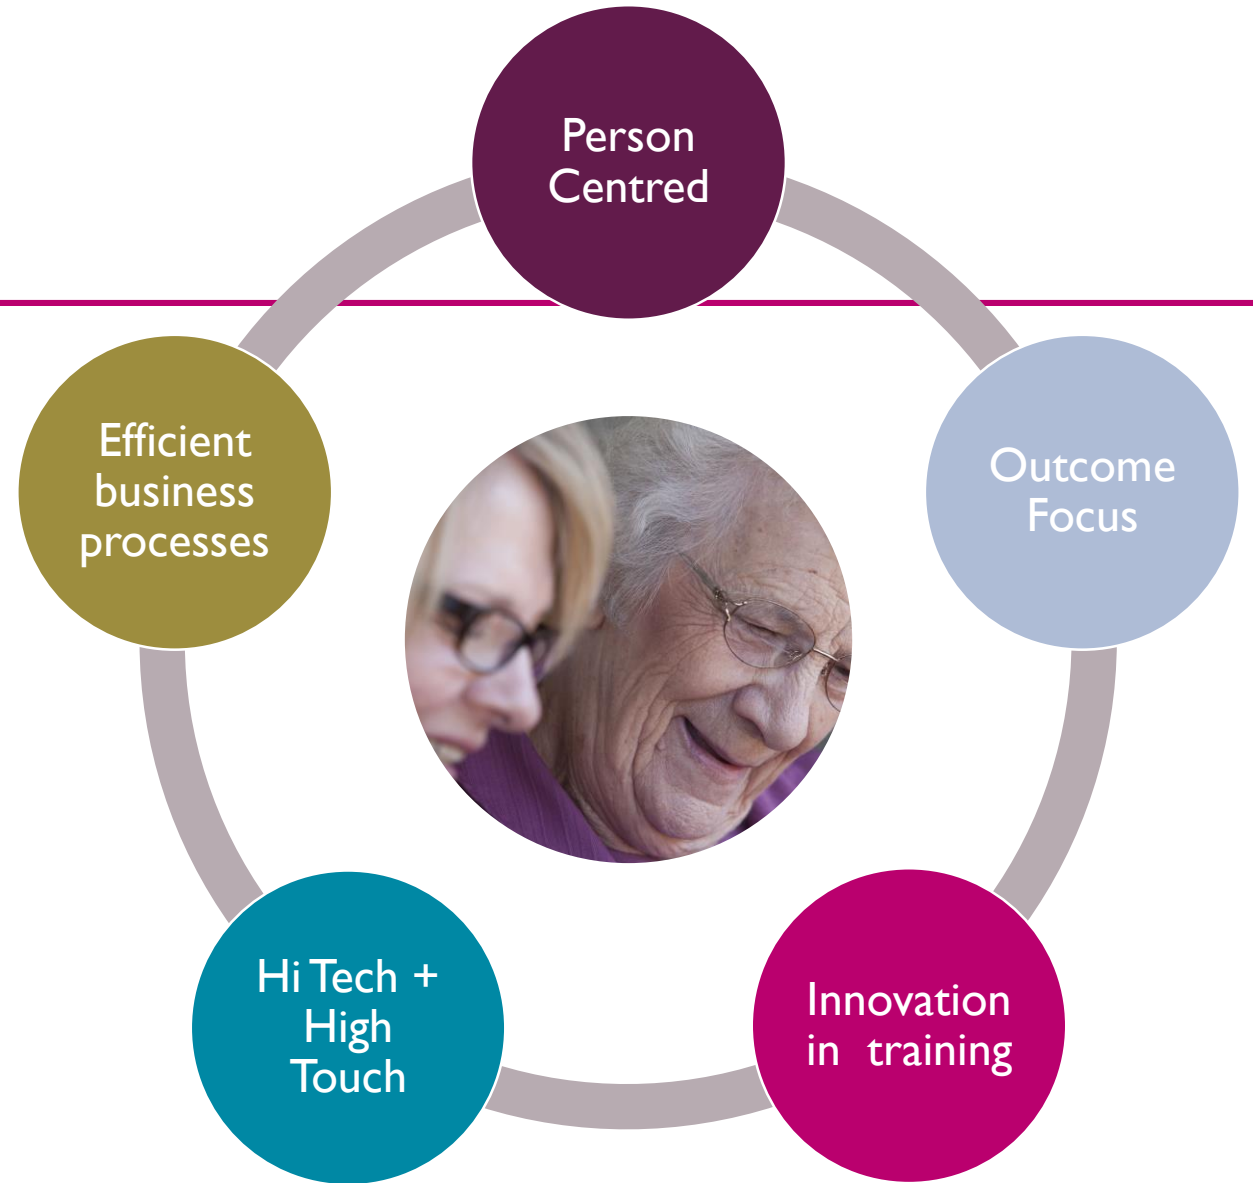 Person
Centred
Outcome
Focus
Innovation
in training
Hi Tech +
High
Touch
Efficient
business
processes